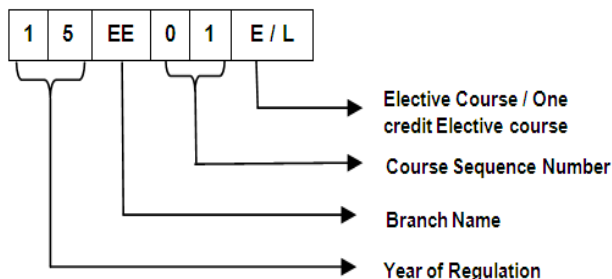 1 5 EE 0 1 E / L
Elective Course / One
credit Elective course
Course Sequence Number
Branch Name
Year of Regulation